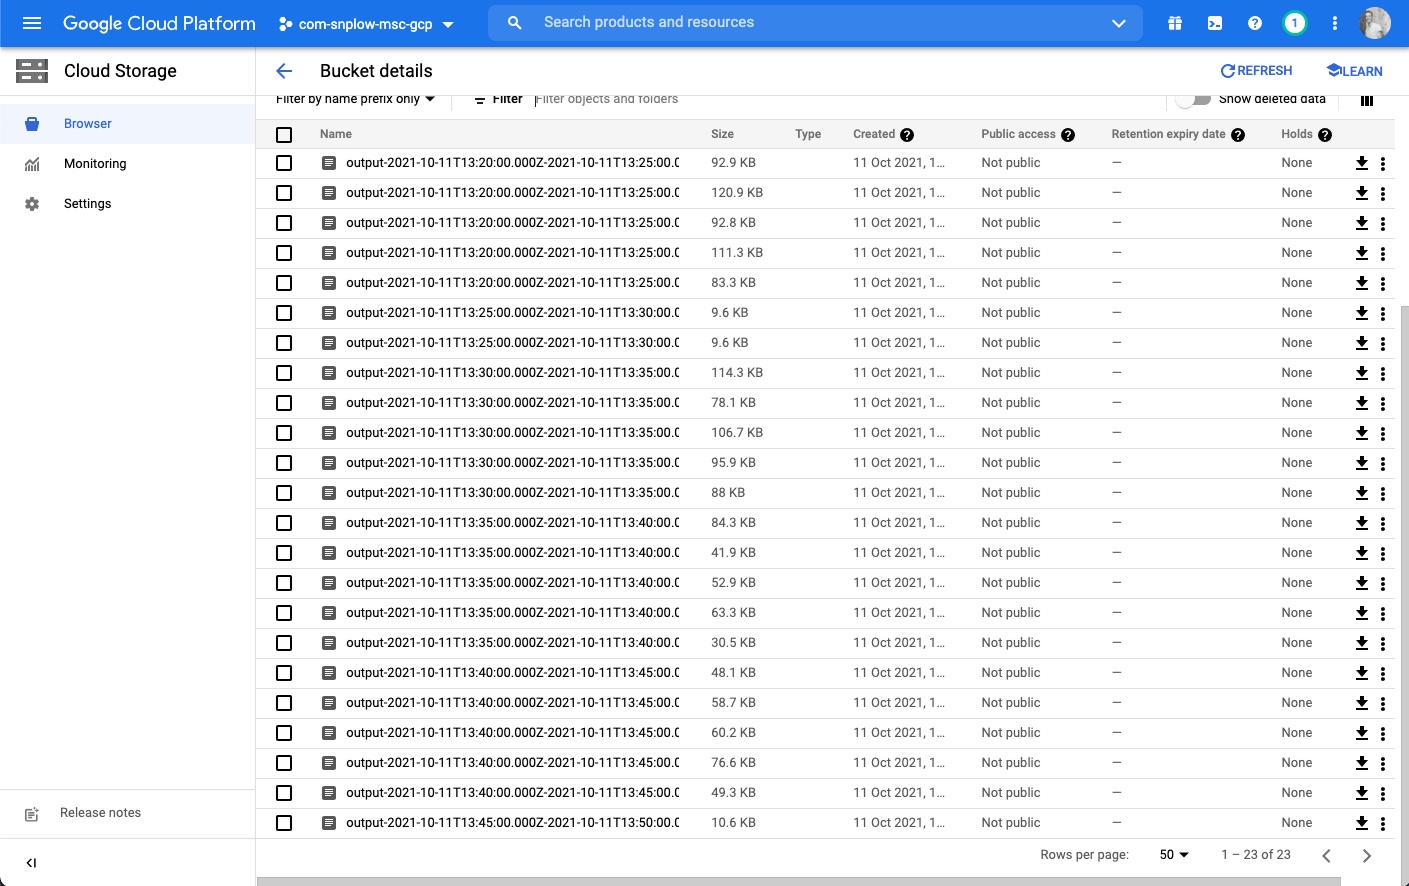 Google Cloud Platform com-snplow-msc-gcp Search products and resources 1
Cloud Storage Bucket details REFRESH LEARN
Browser
Monitoring
Settings
Release notes
Filter by name prefix only Filter Filter objects and folders Show deleted data
Name Size Type Created Public access Retention expiry date Holds
output-2021-10-11T13:20:00.000Z-2021-10-11T13:25:00.0 92.9 KB 11 Oct 2021, 1... Not public — None
output-2021-10-11T13:20:00.000Z-2021-10-11T13:25:00.0 120.9 KB 11 Oct 2021, 1... Not public — None
output-2021-10-11T13:20:00.000Z-2021-10-11T13:25:00.0 92.8 KB 11 Oct 2021, 1... Not public — None
output-2021-10-11T13:20:00.000Z-2021-10-11T13:25:00.0 111.3 KB 11 Oct 2021, 1... Not public — None
output-2021-10-11T13:20:00.000Z-2021-10-11T13:25:00.0 83.3 KB 11 Oct 2021, 1... Not public — None
output-2021-10-11T13:25:00.000Z-2021-10-11T13:30:00.0 9.6 KB 11 Oct 2021, 1... Not public — None
output-2021-10-11T13:25:00.000Z-2021-10-11T13:30:00.0 9.6 KB 11 Oct 2021, 1... Not public — None
output-2021-10-11T13:30:00.000Z-2021-10-11T13:35:00.0 114.3 KB 11 Oct 2021, 1... Not public — None
output-2021-10-11T13:30:00.000Z-2021-10-11T13:35:00.0 78.1 KB 11 Oct 2021, 1... Not public — None
output-2021-10-11T13:30:00.000Z-2021-10-11T13:35:00.0 106.7 KB 11 Oct 2021, 1... Not public — None
output-2021-10-11T13:30:00.000Z-2021-10-11T13:35:00.0 95.9 KB 11 Oct 2021, 1... Not public — None
output-2021-10-11T13:30:00.000Z-2021-10-11T13:35:00.0 88 KB 11 Oct 2021, 1... Not public — None
output-2021-10-11T13:35:00.000Z-2021-10-11T13:40:00.0 84.3 KB 11 Oct 2021, 1... Not public — None
output-2021-10-11T13:35:00.000Z-2021-10-11T13:40:00.0 41.9 KB 11 Oct 2021, 1... Not public — None
output-2021-10-11T13:35:00.000Z-2021-10-11T13:40:00.0 52.9 KB 11 Oct 2021, 1... Not public — None
output-2021-10-11T13:35:00.000Z-2021-10-11T13:40:00.0 63.3 KB 11 Oct 2021, 1... Not public — None
output-2021-10-11T13:35:00.000Z-2021-10-11T13:40:00.0 30.5 KB 11 Oct 2021, 1... Not public — None
output-2021-10-11T13:40:00.000Z-2021-10-11T13:45:00.0 48.1 KB 11 Oct 2021, 1... Not public — None
output-2021-10-11T13:40:00.000Z-2021-10-11T13:45:00.0 58.7 KB 11 Oct 2021, 1... Not public — None
output-2021-10-11T13:40:00.000Z-2021-10-11T13:45:00.0 60.2 KB 11 Oct 2021, 1... Not public — None
output-2021-10-11T13:40:00.000Z-2021-10-11T13:45:00.0 76.6 KB 11 Oct 2021, 1... Not public — None
output-2021-10-11T13:40:00.000Z-2021-10-11T13:45:00.0 49.3 KB 11 Oct 2021, 1... Not public — None
output-2021-10-11T13:45:00.000Z-2021-10-11T13:50:00.0 10.6 KB 11 Oct 2021, 1... Not public — None
Rows per page: 50 1 – 23 of 23